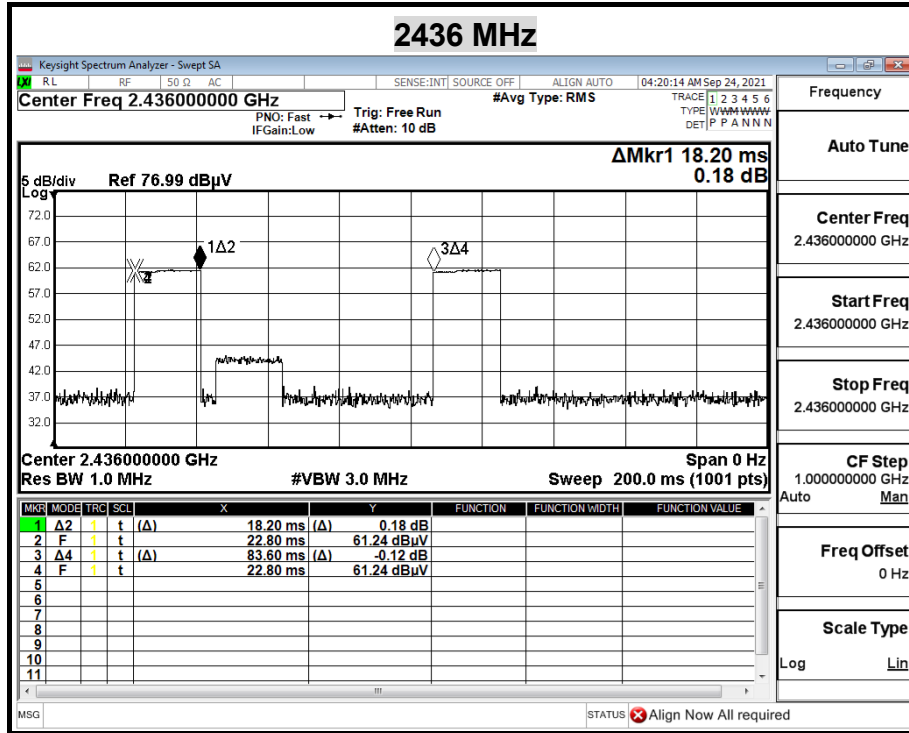 2436 MHz
Keysight Spectrum Analyzer - Swept SA
RL RF 50 Ω AC SENSE:INT SOURCE OFF ALIGN AUTO 04:20:14 AM Sep 24, 2021
Center Freq 2.436000000 GHz #Avg Type: RMS TRACE 1 2 3 4 5 6
PNO: Fast Trig: Free Run TYPE WWMWWWW
IFGain:Low #Atten: 10 dB DET P P A N N N
ΔMkr1 18.20 ms
0.18 dB
5 dB/div Ref 76.99 dBµV
Log
72.0
67.0
62.0
57.0
52.0
47.0
42.0
37.0
32.0
1Δ2
3Δ4
Center 2.436000000 GHz Span 0 Hz
Res BW 1.0 MHz #VBW 3.0 MHz Sweep 200.0 ms (1001 pts)
MKR MODE TRC SCL X Y FUNCTION FUNCTION WIDTH FUNCTION VALUE
1 Δ2 1 t (Δ) 18.20 ms (Δ) 0.18 dB
2 F 1 t 22.80 ms 61.24 dBµV
3 Δ4 1 t (Δ) 83.60 ms (Δ) -0.12 dB
4 F 1 t 22.80 ms 61.24 dBµV
5
6
7
8
9
10
11
MSG STATUS Align Now All required
Frequency
Auto Tune
Center Freq
2.436000000 GHz
Start Freq
2.436000000 GHz
Stop Freq
2.436000000 GHz
CF Step
1.000000000 GHz
Auto Man
Freq Offset
0 Hz
Scale Type
Log Lin